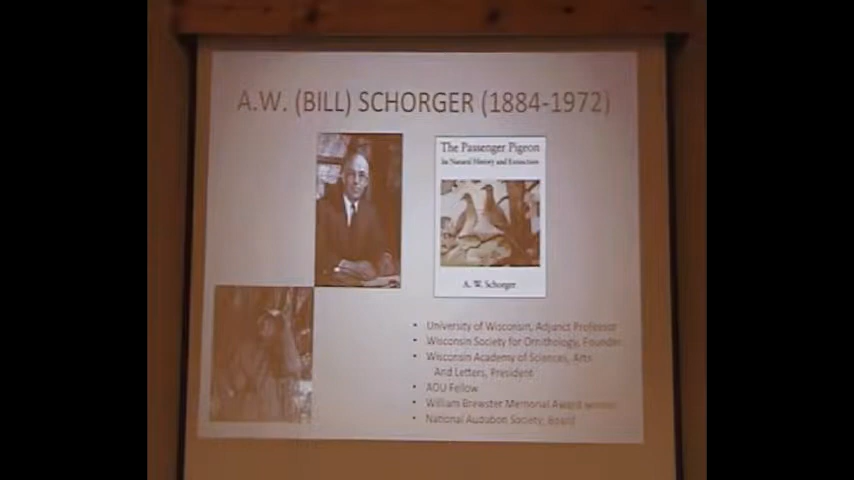 A.W. (BILL) SCHORGER (1884-1972)
The Passenger Pigeon
Its Natural History and Extinction
A. W. Schorger
• University of Wisconsin, Adjunct Professor
• Wisconsin Society for Ornithology, Founder
• Wisconsin Academy of Sciences, Arts
And Letters, President
• AOU Fellow
• William Brewster Memorial Award winner
• National Audubon Society, Board